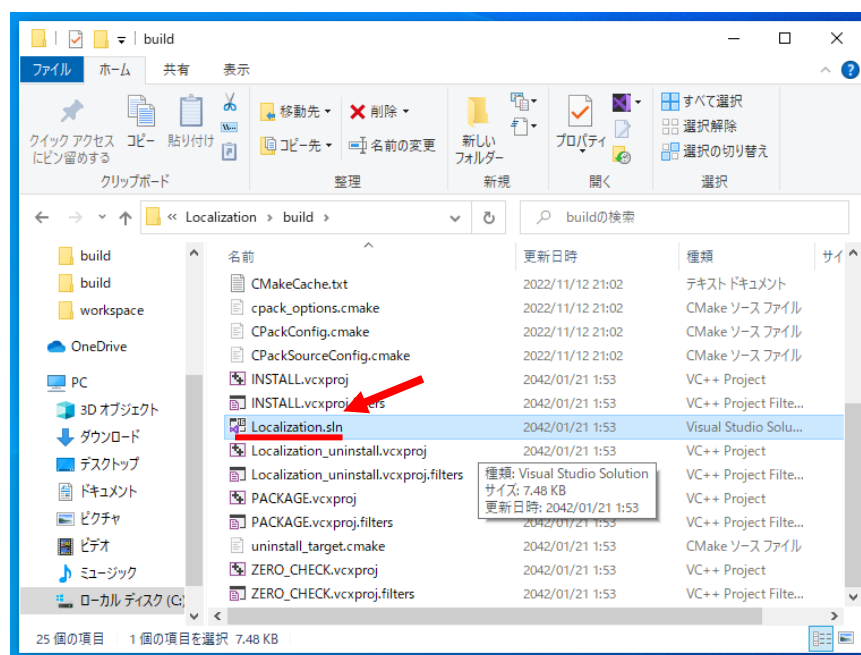 build
ファイル ホーム 共有 表示
クイック アクセスにピン留めする コピー 貼り付け 移動先 削除 コピー先 名前の変更 新しいフォルダー プロパティ すべて選択 選択解除 選択の切り替え
クリップボード 整理 新規 開く 選択
« Localization > build > buildの検索
build
build
workspace
OneDrive
PC
3D オブジェクト
ダウンロード
デスクトップ
ドキュメント
ピクチャ
ビデオ
ミュージック
ローカル ディスク (C:)
名前 更新日時 種類 サイ
CMakeCache.txt 2022/11/12 21:02 テキスト ドキュメント
cpack_options.cmake 2022/11/12 21:02 CMake ソース ファイル
CPackConfig.cmake 2022/11/12 21:02 CMake ソース ファイル
CPackSourceConfig.cmake 2022/11/12 21:02 CMake ソース ファイル
INSTALL.vcxproj 2042/01/21 1:53 VC++ Project
INSTALL.vcxproj.filters 2042/01/21 1:53 VC++ Project Filte...
Localization.sln 2042/01/21 1:53 Visual Studio Solu...
Localization_uninstall.vcxproj 2042/01/21 1:53 VC++ Project
Localization_uninstall.vcxproj.filters VC++ Project Filte...
PACKAGE.vcxproj VC++ Project
PACKAGE.vcxproj.filters 2042/01/21 1:53 VC++ Project Filte...
uninstall_target.cmake 2042/01/21 1:53 CMake ソース ファイル
ZERO_CHECK.vcxproj 2042/01/21 1:53 VC++ Project
ZERO_CHECK.vcxproj.filters 2042/01/21 1:53 VC++ Project Filte...
種類: Visual Studio Solution
サイズ: 7.48 KB
更新日時: 2042/01/21 1:53
25 個の項目 1 個の項目を選択 7.48 KB